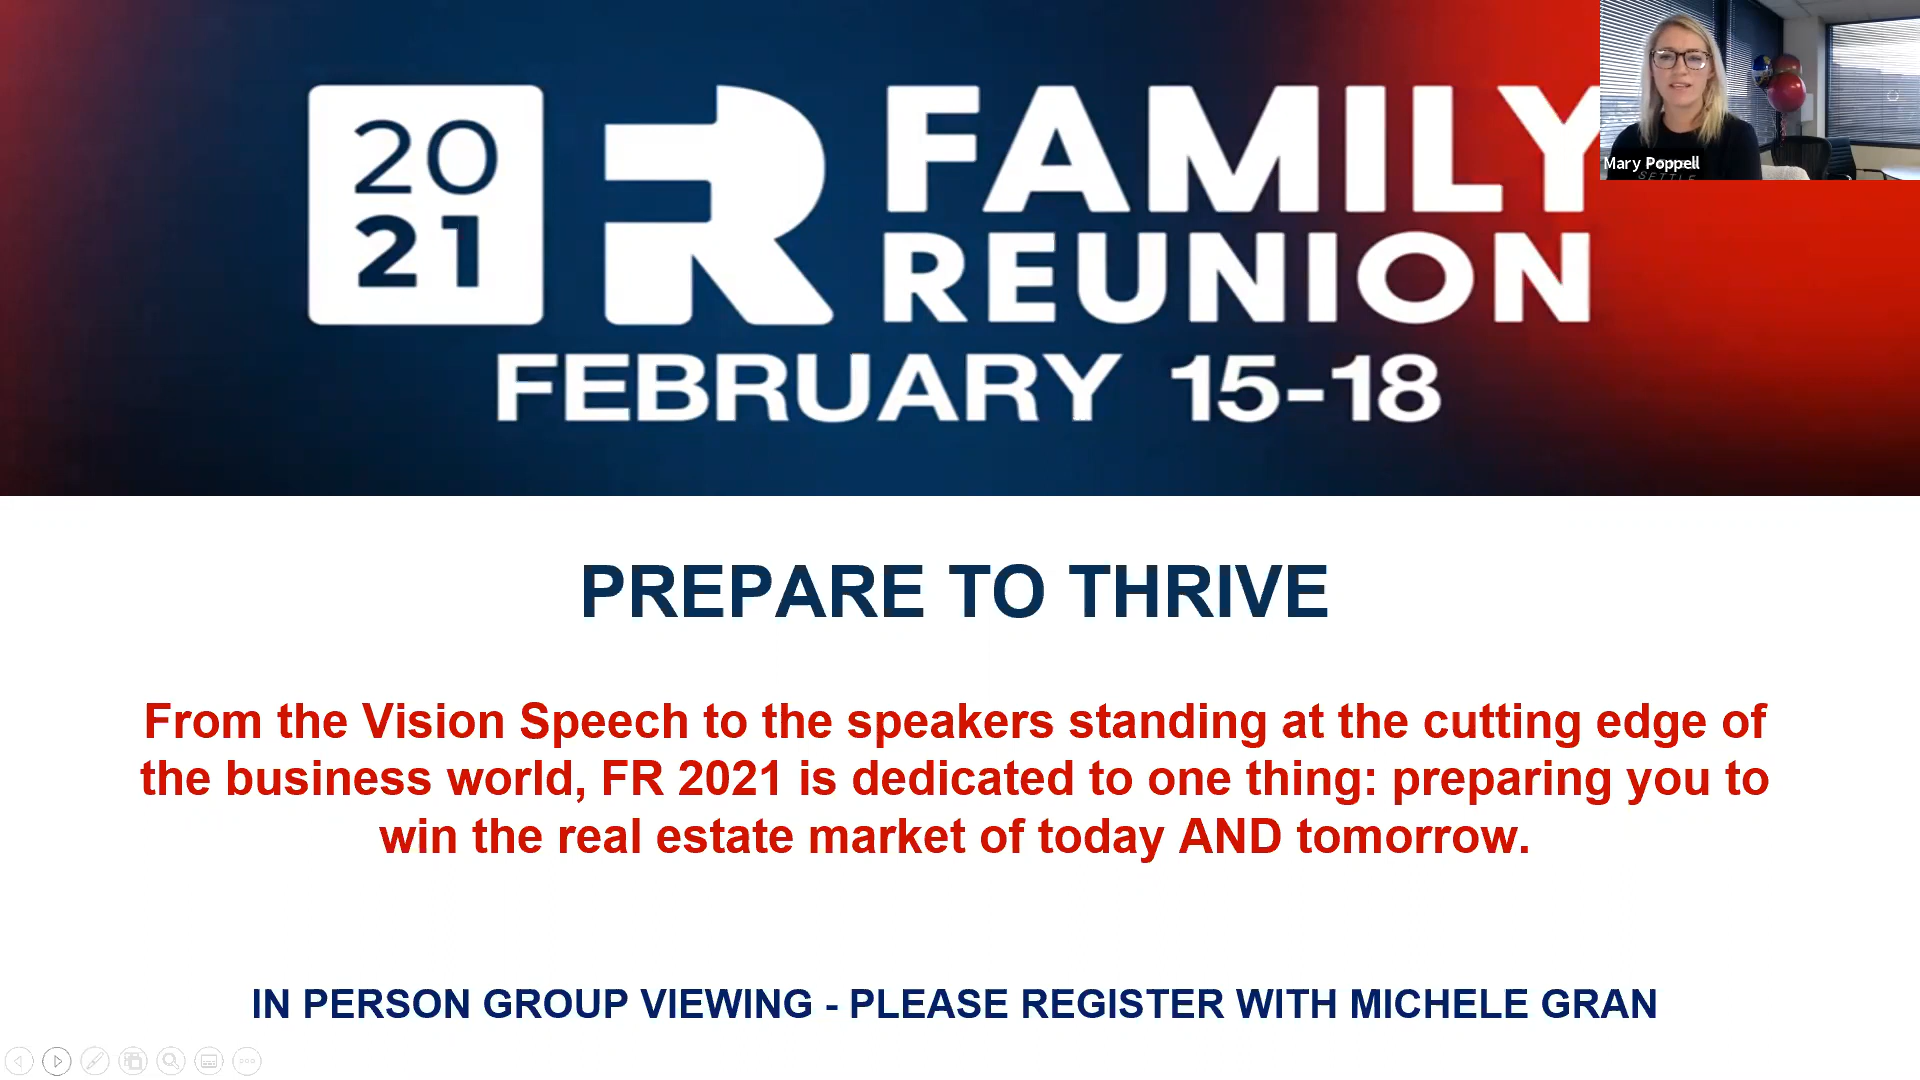 20
21
FR
FAMILY
REUNION
FEBRUARY 15-18
Mary Poppell
SETTLE
PREPARE TO THRIVE
From the Vision Speech to the speakers standing at the cutting edge of
the business world, FR 2021 is dedicated to one thing: preparing you to
win the real estate market of today AND tomorrow.
IN PERSON GROUP VIEWING - PLEASE REGISTER WITH MICHELE GRAN